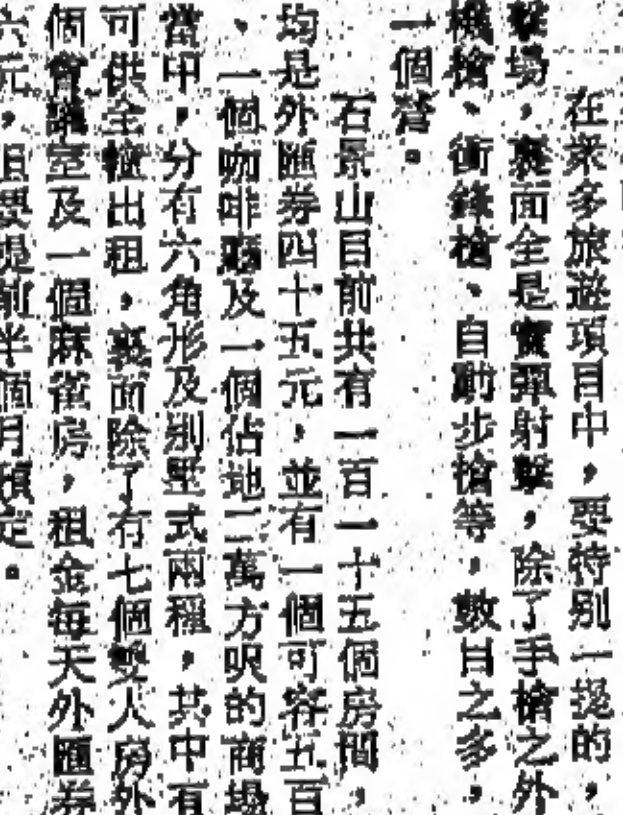 在衆多旅遊項目中，要特別一提的，
擊場，裏面全是實彈射擊，除了手槍之外
機槍、衝鋒槍、自動步槍等，數目之多，
一個營。
石景山目前共有一百一十五個房間，
均是外匯券四十五元，並有一個可容五百
、一個咖啡廳及一個佔地二萬方呎的商場
當中，分有六角形及別墅式兩種，其中有
可供全幢出租，裏面除了有七個雙人房外
個會議室及一個麻雀房，租金每天外匯券
六元，但要提前半個月預定。